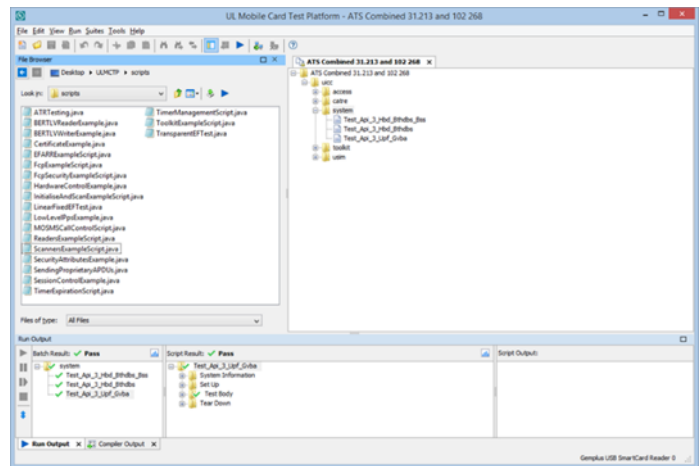 UL Mobile Card Test Platform - ATS Combined 31.213 and 102 268
File Edit View Run Suites Tools Help
File Browser
Desktop ▸ ULMCTP ▸ scripts
Look in: scripts
ATRTesting.java
BERTLVReaderExample.java
BERTLVWriterExample.java
CertificateExample.java
EFARRExampleScript.java
FcpExampleScript.java
FcpSecurityExampleScript.java
HardwareControlExample.java
InitialiseAndScanExampleScript.java
LinearFixedEFTest.java
LowLevelPpsExample.java
MOSMSCallControlScript.java
ReadersExampleScript.java
ScannersExampleScript.java
SecurityAttributesExample.java
SendingProprietaryAPDUs.java
SessionControlExample.java
TimerExpirationScript.java
TimerManagementScript.java
ToolkitExampleScript.java
TransparentEFTest.java
Files of type: All Files
ATS Combined 31.213 and 102 268 x
ATS Combined 31.213 and 102 268
uicc
access
catre
system
Test_Api_3_Hbd_Bthdbs_Bss
Test_Api_3_Hbd_Bthdbs
Test_Api_3_Upf_Gvba
toolkit
usim
Run Output
Batch Result: ✓ Pass
system
Test_Api_3_Hbd_Bthdbs_Bss
Test_Api_3_Hbd_Bthdbs
Test_Api_3_Upf_Gvba
Script Result: ✓ Pass
Test_Api_3_Upf_Gvba
System Information
Set Up
Test Body
Tear Down
Script Output:
Run Output x Compiler Output x
Gemplus USB SmartCard Reader 0